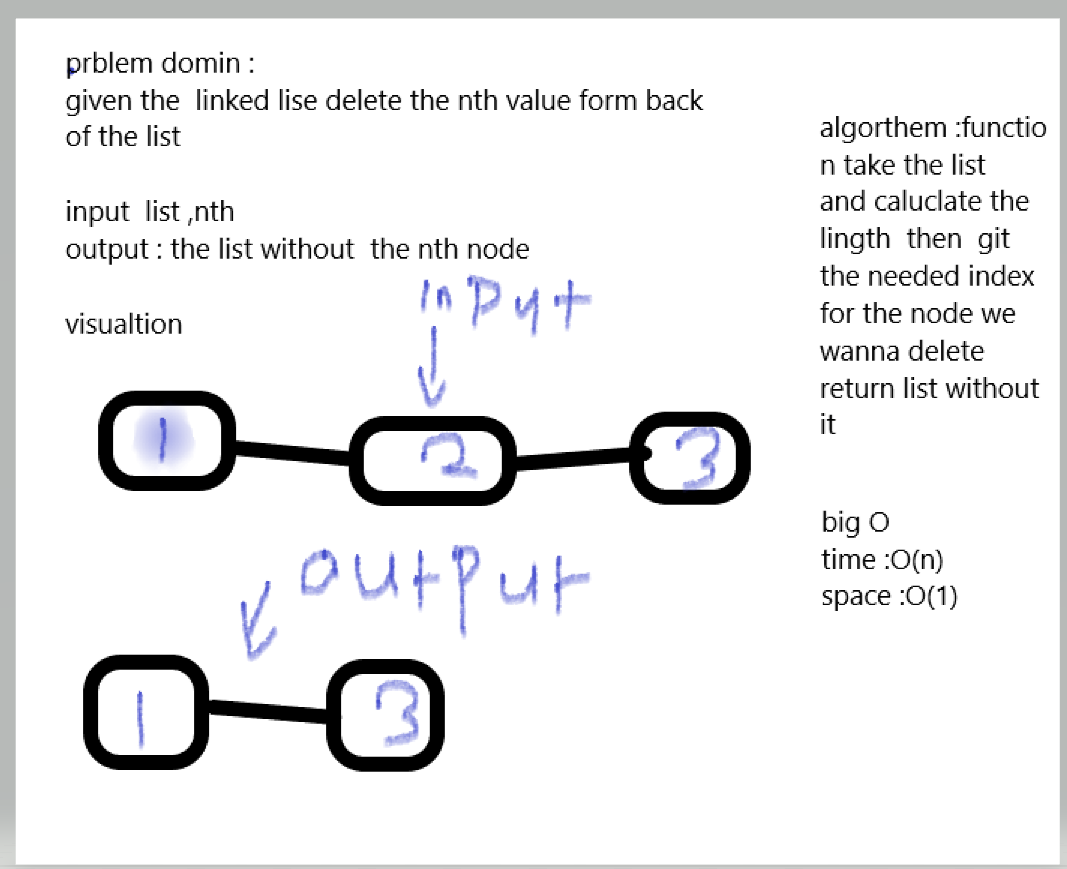 prblem domin :
given the linked lise delete the nth value form back
of the list
input list ,nth
output : the list without the nth node
visualtion
input
1
2
3
output
1
3
algorthem :functio
n take the list
and caluclate the
lingth then git
the needed index
for the node we
wanna delete
return list without
it
big O
time :O(n)
space :O(1)